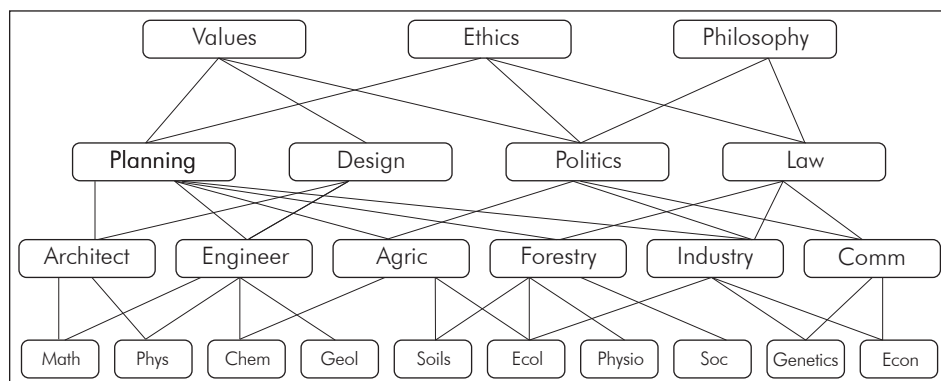 Values Ethics Philosophy
Planning Design Politics Law
Architect Engineer Agric Forestry Industry Comm
Math Phys Chem Geol Soils Ecol Physio Soc Genetics Econ